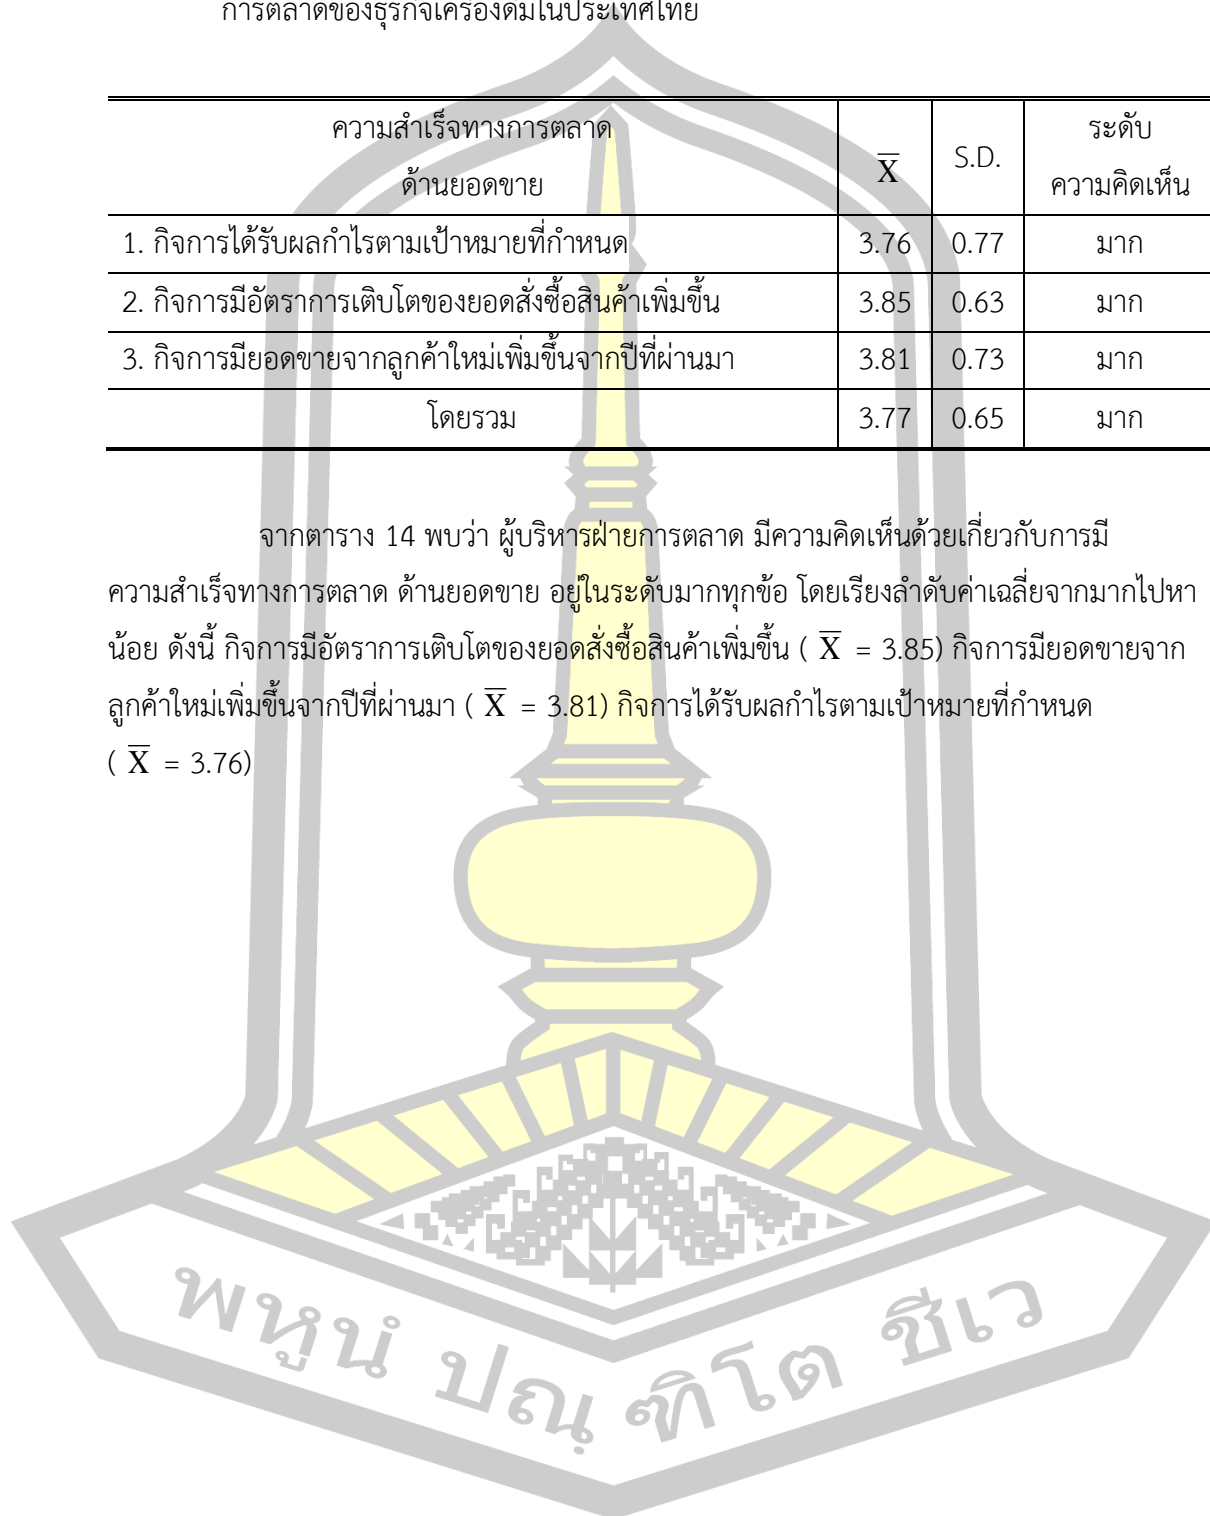 การตลาดของธุรกิจเครื่องดื่มในประเทศไทย
ความสำเร็จทางการตลาด
ด้านยอดขาย
X̅
S.D.
ระดับ
ความคิดเห็น
1. กิจการได้รับผลกำไรตามเป้าหมายที่กำหนด 3.76 0.77 มาก
2. กิจการมีอัตราการเติบโตของยอดสั่งซื้อสินค้าเพิ่มขึ้น 3.85 0.63 มาก
3. กิจการมียอดขายจากลูกค้าใหม่เพิ่มขึ้นจากปีที่ผ่านมา 3.81 0.73 มาก
โดยรวม 3.77 0.65 มาก
จากตาราง 14 พบว่า ผู้บริหารฝ่ายการตลาด มีความคิดเห็นด้วยเกี่ยวกับการมี
ความสำเร็จทางการตลาด ด้านยอดขาย อยู่ในระดับมากทุกข้อ โดยเรียงลำดับค่าเฉลี่ยจากมากไปหา
น้อย ดังนี้ กิจการมีอัตราการเติบโตของยอดสั่งซื้อสินค้าเพิ่มขึ้น ( X̅ = 3.85) กิจการมียอดขายจาก
ลูกค้าใหม่เพิ่มขึ้นจากปีที่ผ่านมา ( X̅ = 3.81) กิจการได้รับผลกำไรตามเป้าหมายที่กำหนด
( X̅ = 3.76)
พหูนํ ปณฺฑิโต ชีเว